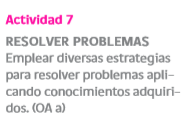 Actividad 7
RESOLVER PROBLEMAS
Emplear diversas estrategias
para resolver problemas apli-
cando conocimientos adquiri-
dos. (OA a)